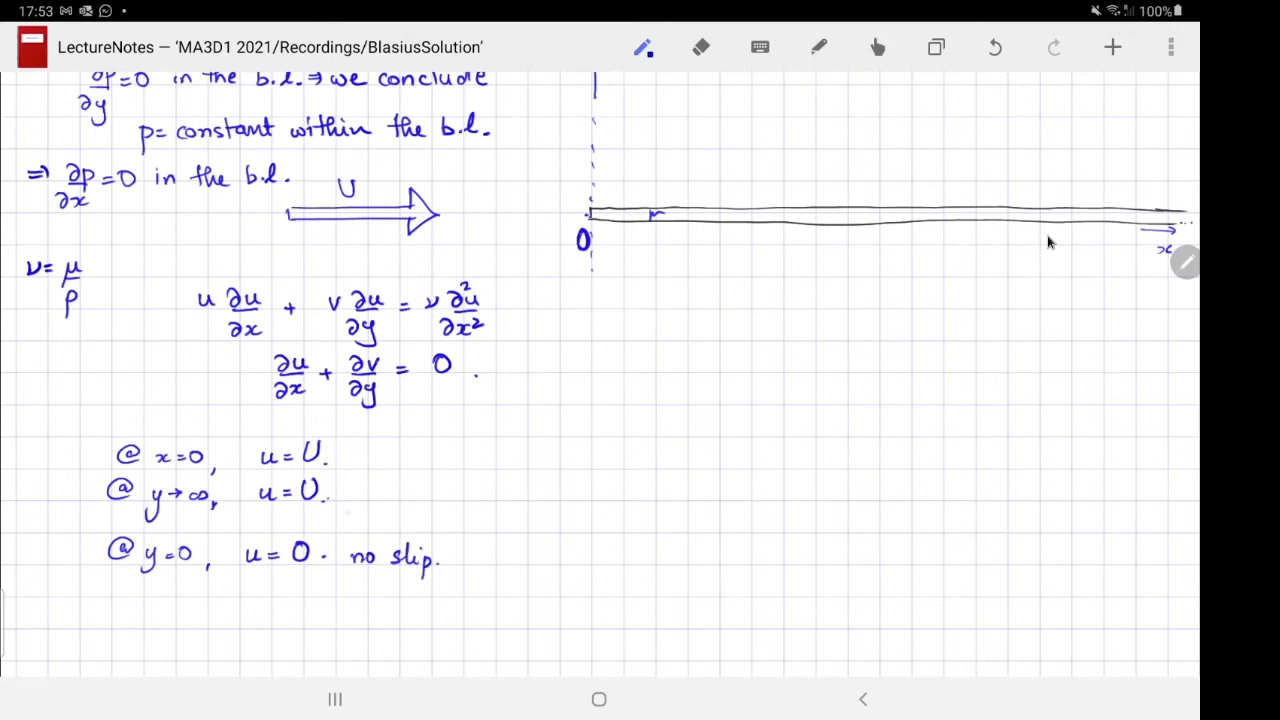 17:53 100%
LectureNotes — ‘MA3D1 2021/Recordings/BlasiusSolution’
∂p/∂y = 0 in the b.l. ⇒ we conclude
p = constant within the b.l.
⇒ ∂p/∂x = 0 in the b.l.
U
0
x
ν = μ/ρ
u ∂u/∂x + v ∂u/∂y = ν ∂²u/∂x²
∂u/∂x + ∂v/∂y = 0 .
@ x=0, u = U.
@ y→∞, u = U.
@ y=0, u = 0. no slip.